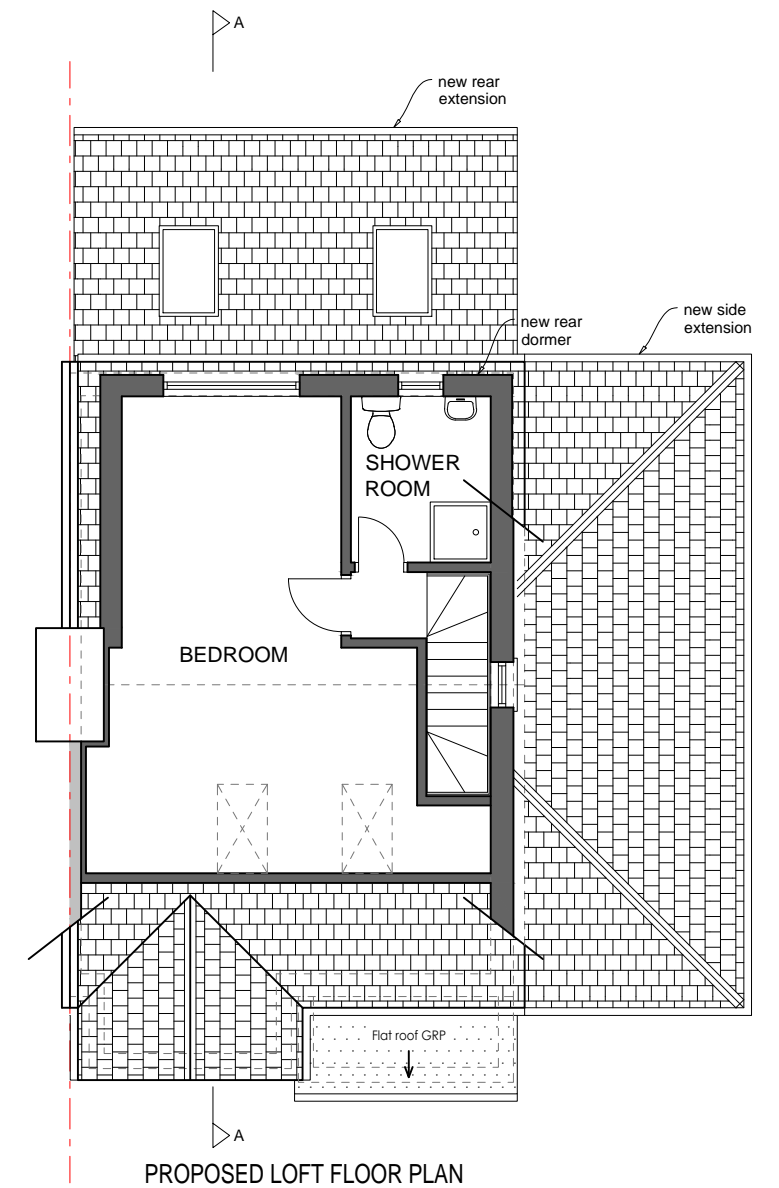 A
new rear
extension
new side
extension
new rear
dormer
SHOWER
ROOM
BEDROOM
Flat roof GRP
A
PROPOSED LOFT FLOOR PLAN